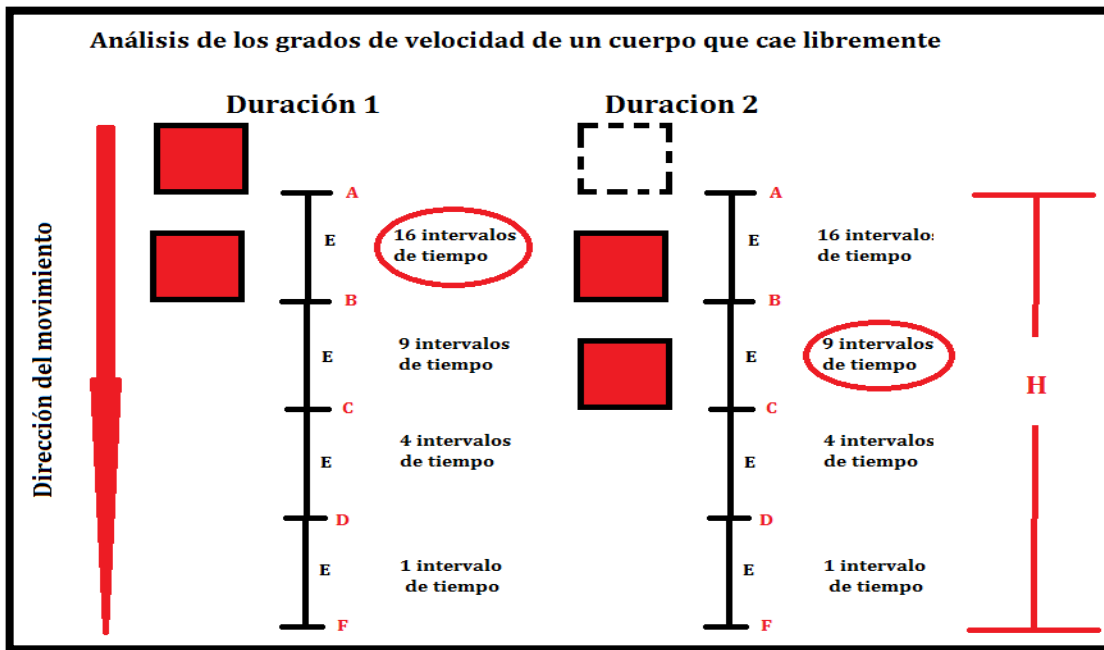 Análisis de los grados de velocidad de un cuerpo que cae libremente
Duración 1
Duracion 2
Dirección del movimiento
A
E
16 intervalos
de tiempo
B
E
9 intervalos
de tiempo
C
E
4 intervalos
de tiempo
D
E
1 intervalo
de tiempo
F
A
E
16 intervalos
de tiempo
B
E
9 intervalos
de tiempo
C
E
4 intervalos
de tiempo
D
E
1 intervalo
de tiempo
F
H